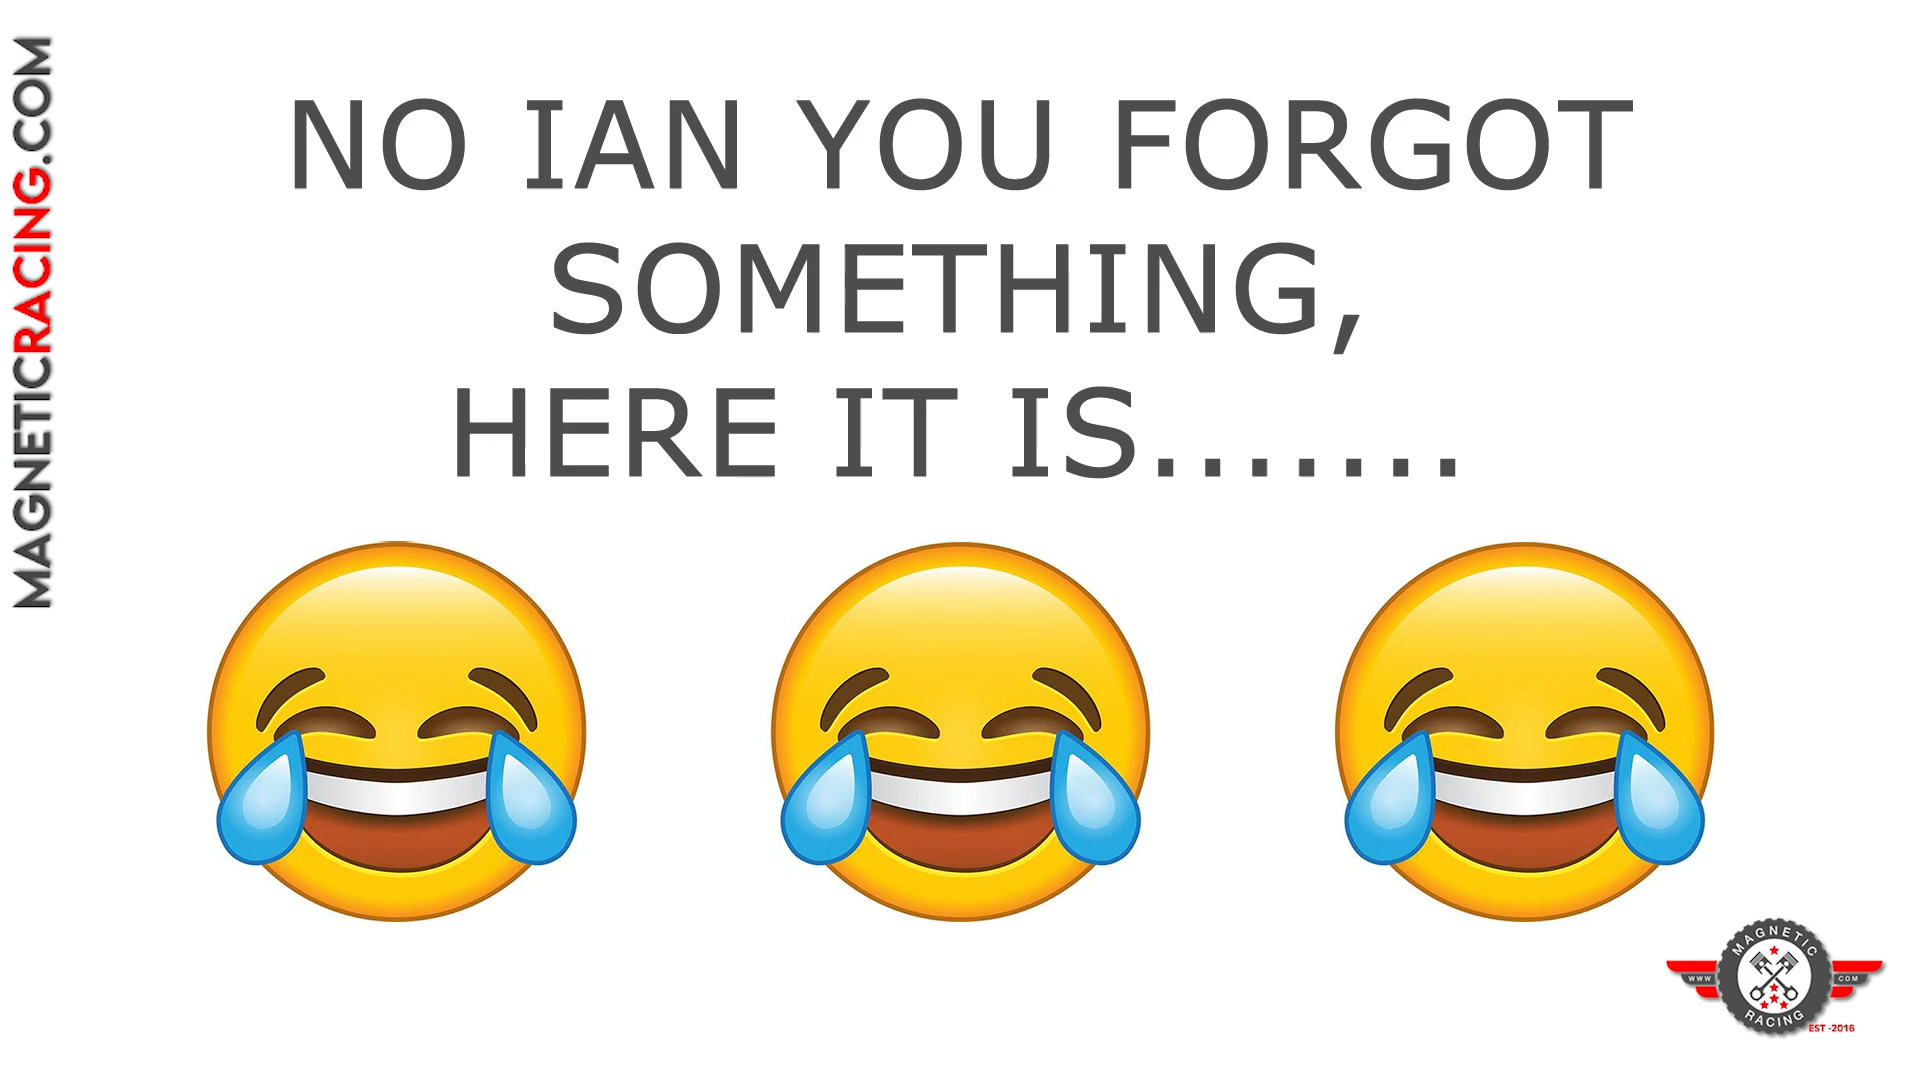 MAGNETICRACING.COM
NO IAN YOU FORGOT
SOMETHING,
HERE IT IS.......
MAGNETIC
WWW
COM
RACING
EST -2016